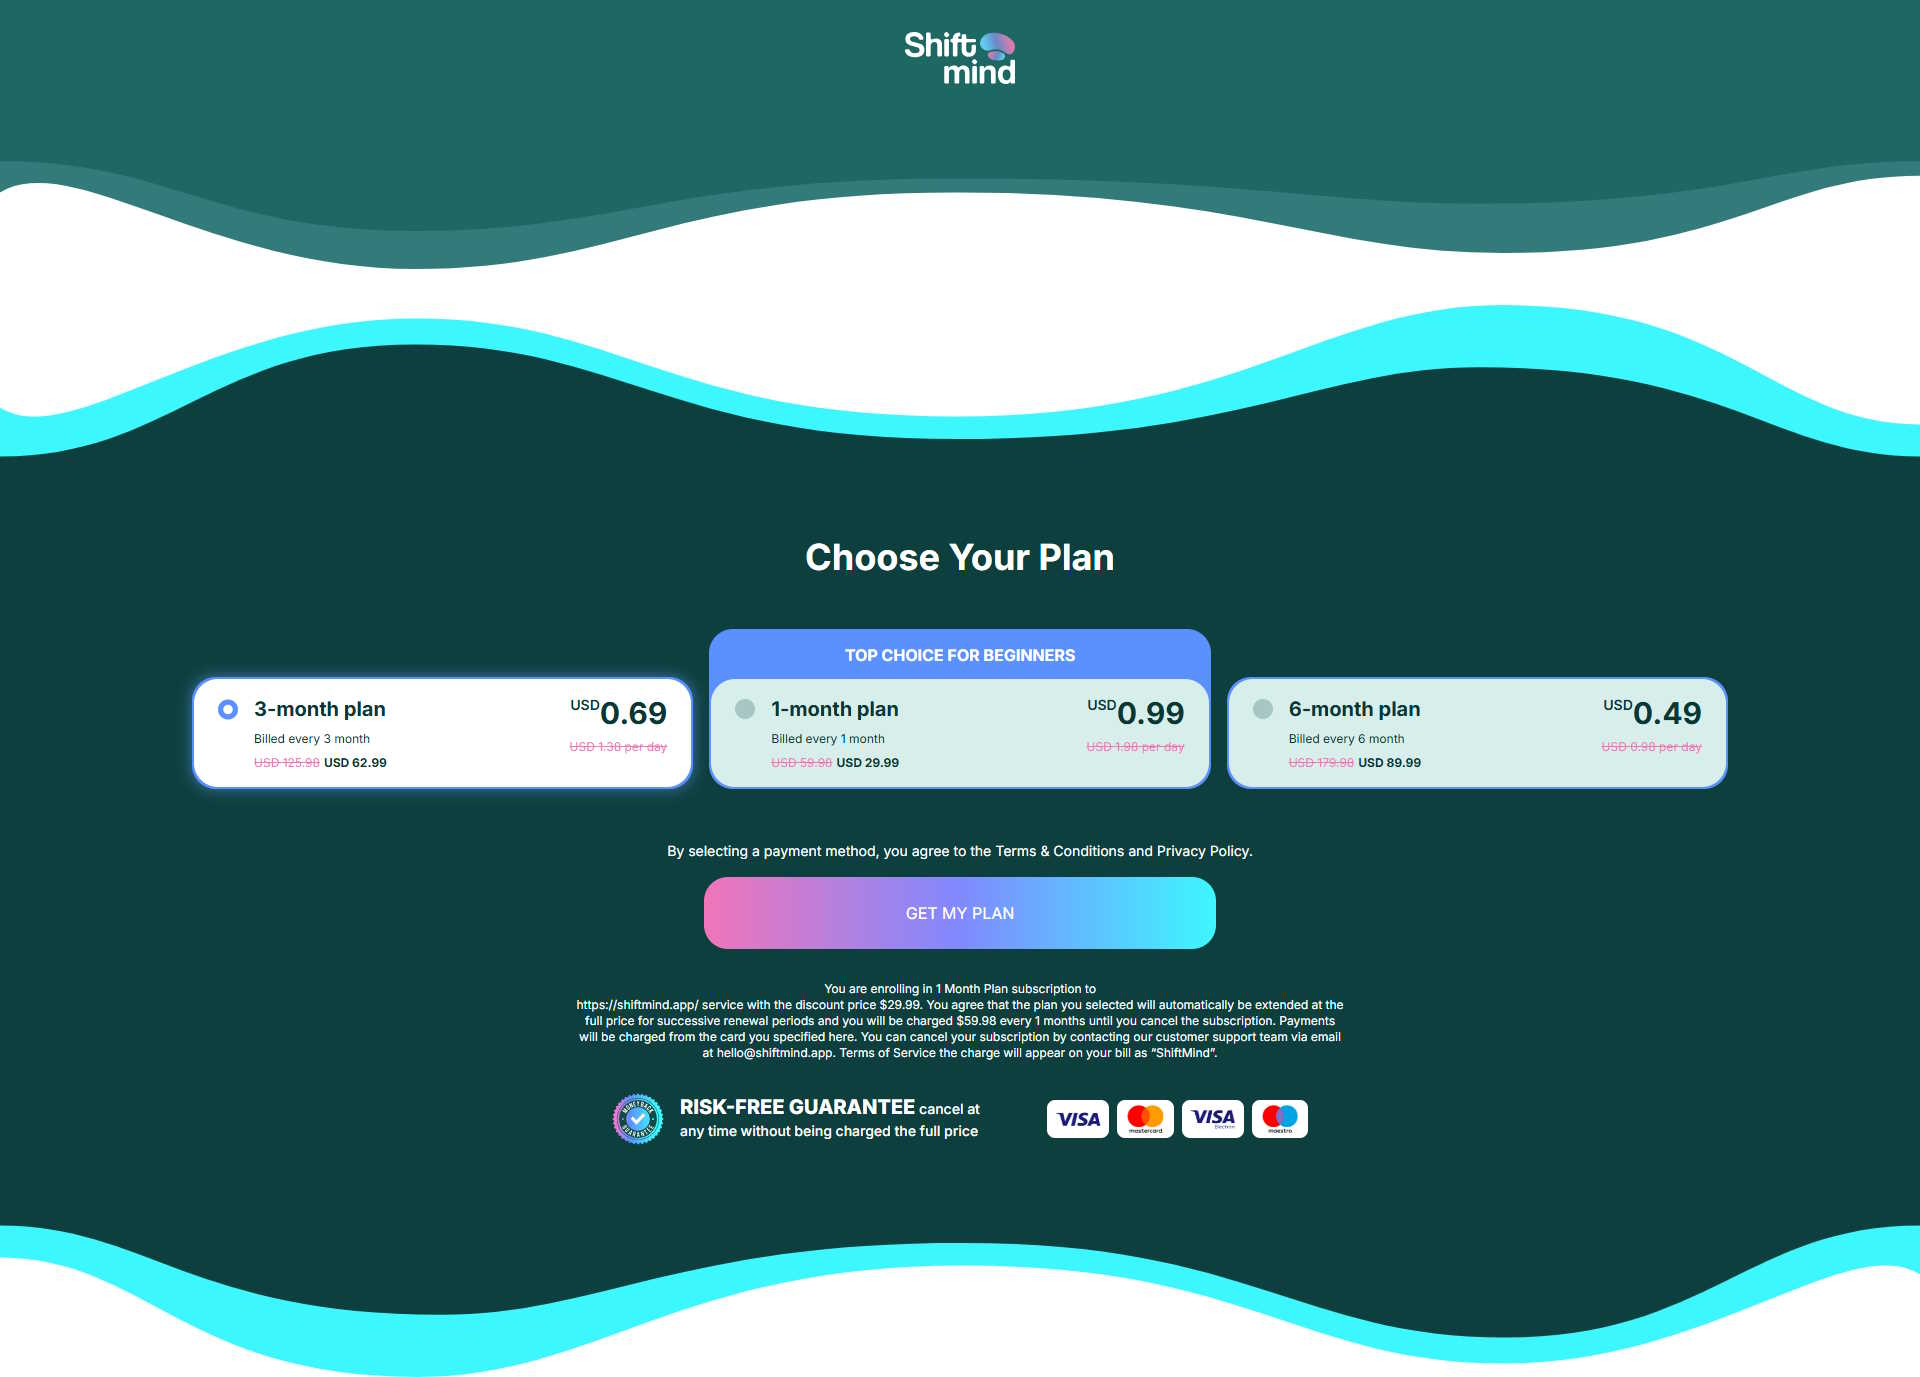 Shift
mind
Choose Your Plan
TOP CHOICE FOR BEGINNERS
3-month plan
USD0.69
Billed every 3 month
USD 1.38 per day
USD 125.98 USD 62.99
1-month plan
USD0.99
Billed every 1 month
USD 1.98 per day
USD 59.98 USD 29.99
6-month plan
USD0.49
Billed every 6 month
USD 0.98 per day
USD 179.98 USD 89.99
By selecting a payment method, you agree to the Terms & Conditions and Privacy Policy.
GET MY PLAN
You are enrolling in 1 Month Plan subscription to
https://shiftmind.app/ service with the discount price $29.99. You agree that the plan you selected will automatically be extended at the
full price for successive renewal periods and you will be charged $59.98 every 1 months until you cancel the subscription. Payments
will be charged from the card you specified here. You can cancel your subscription by contacting our customer support team via email
at hello@shiftmind.app. Terms of Service the charge will appear on your bill as “ShiftMind”.
MONEYBACK
GUARANTEE
RISK-FREE GUARANTEE cancel at
any time without being charged the full price
VISA
mastercard
VISA
Electron
maestro